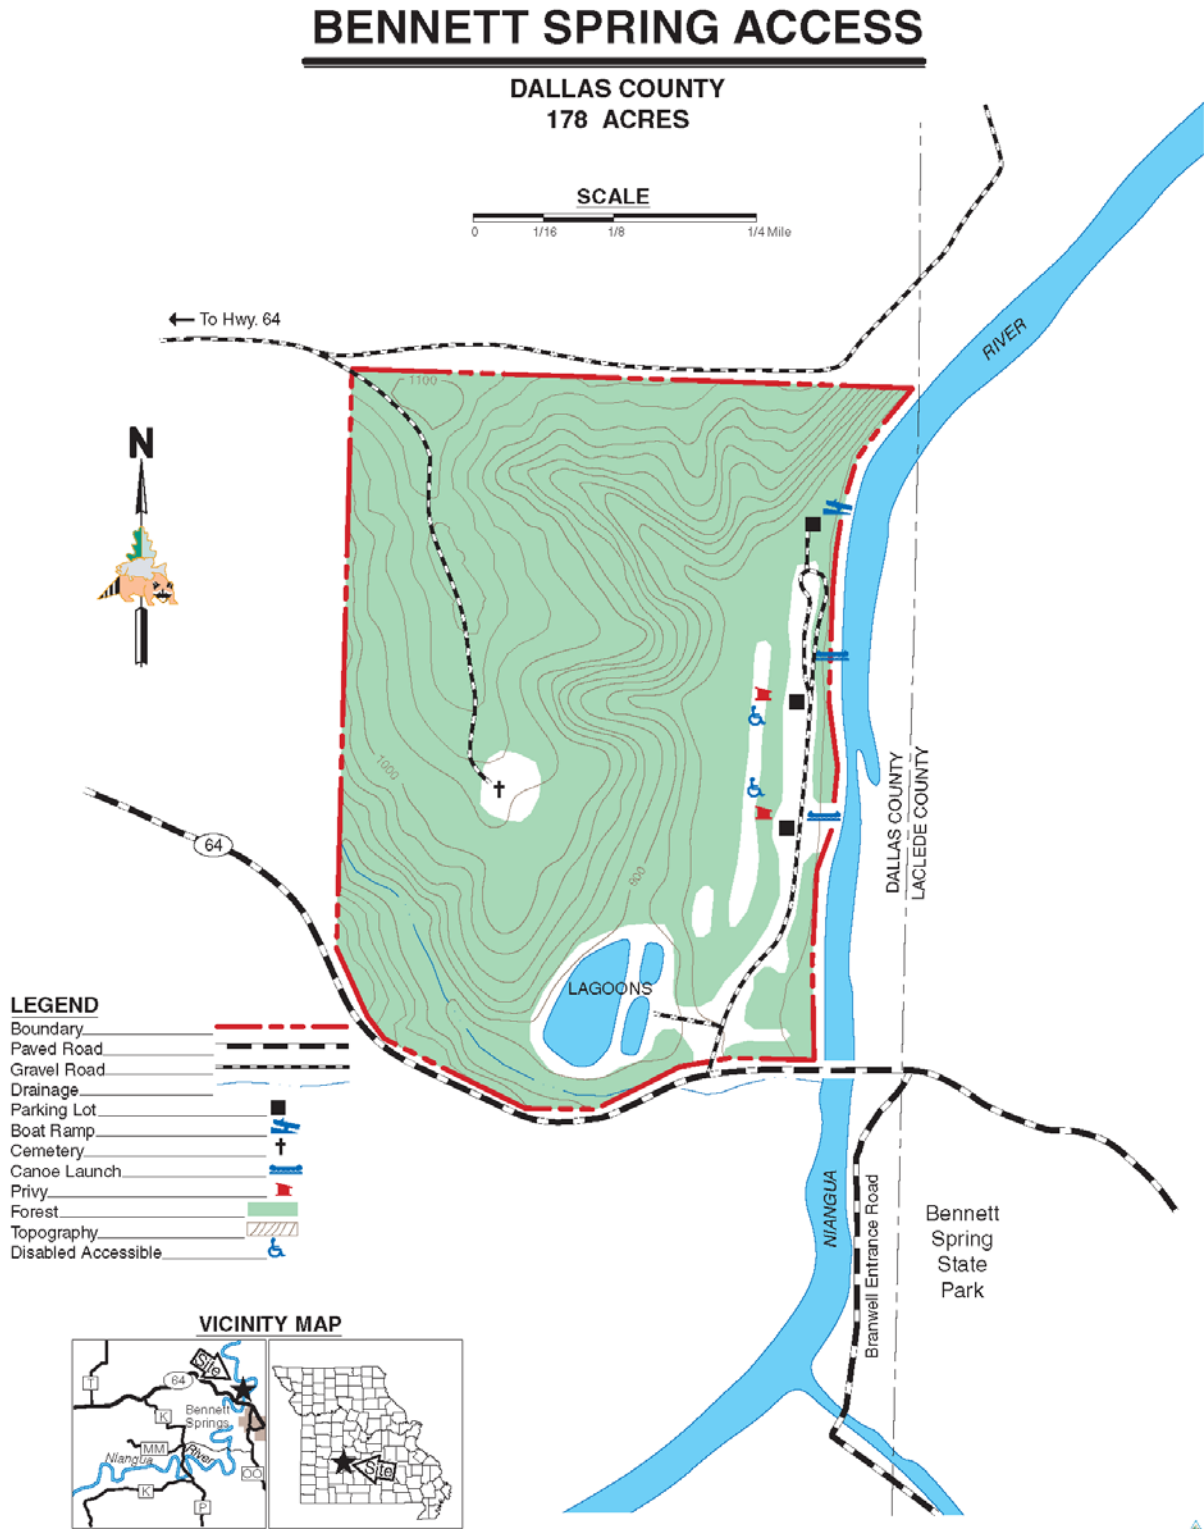 BENNETT SPRING ACCESS
DALLAS COUNTY
178 ACRES
SCALE
0 1/16 1/8 1/4 Mile
To Hwy. 64
RIVER
1100
N
1000
64
DALLAS COUNTY
LACLEDE COUNTY
800
LAGOONS
LEGEND
Boundary
Paved Road
Gravel Road
Drainage
Parking Lot
Boat Ramp
Cemetery
Canoe Launch
Privy
Forest
Topography
Disabled Accessible
NIANGUA
Branwell Entrance Road
Bennett
Spring
State
Park
VICINITY MAP
Site
64
T
K
Bennett
Springs
MM
Niangua
River
OO
K
P
Site